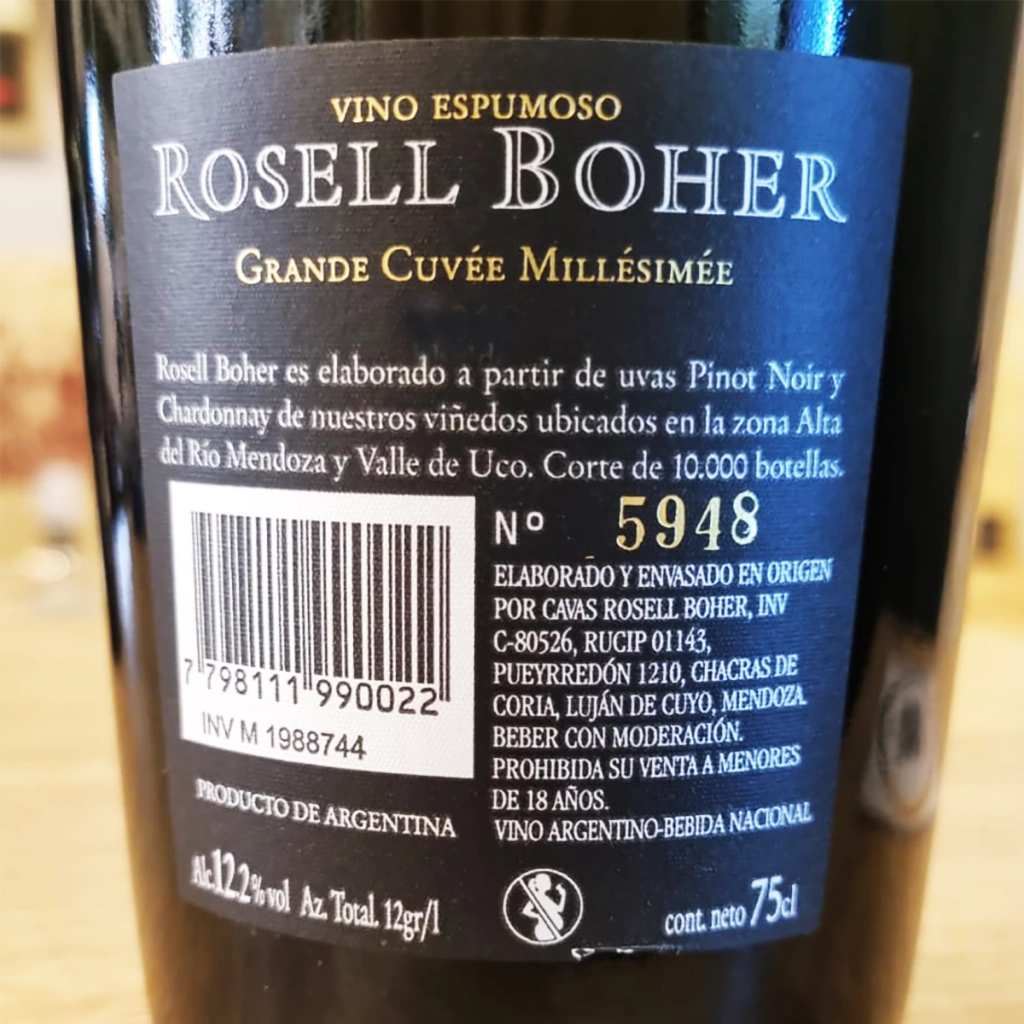 VINO ESPUMOSO
ROSELL BOHER
GRANDE CUVÉE MILLÉSIMÉE
Rosell Boher es elaborado a partir de uvas Pinot Noir y
Chardonnay de nuestros viñedos ubicados en la zona Alta
del Río Mendoza y Valle de Uco. Corte de 10.000 botellas.
Nº 5948
ELABORADO Y ENVASADO EN ORIGEN
POR CAVAS ROSELL BOHER, INV
C-80526, RUCIP 01143,
PUEYRREDÓN 1210, CHACRAS DE
CORIA, LUJÁN DE CUYO, MENDOZA.
BEBER CON MODERACIÓN.
PROHIBIDA SU VENTA A MENORES
DE 18 AÑOS.
VINO ARGENTINO-BEBIDA NACIONAL
7 798111 990022
INV M 1988744
PRODUCTO DE ARGENTINA
Alc.12.2%vol Az. Total. 12gr/l
cont. neto 75cl